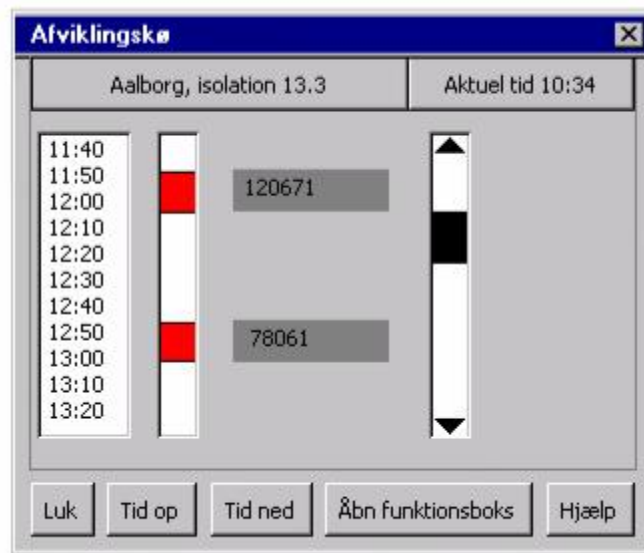 Afviklingskø
Aalborg, isolation 13.3
Aktuel tid 10:34
11:40
11:50
12:00
12:10
12:20
12:30
12:40
12:50
13:00
13:10
13:20
120671
78061
Luk
Tid op
Tid ned
Åbn funktionsboks
Hjælp